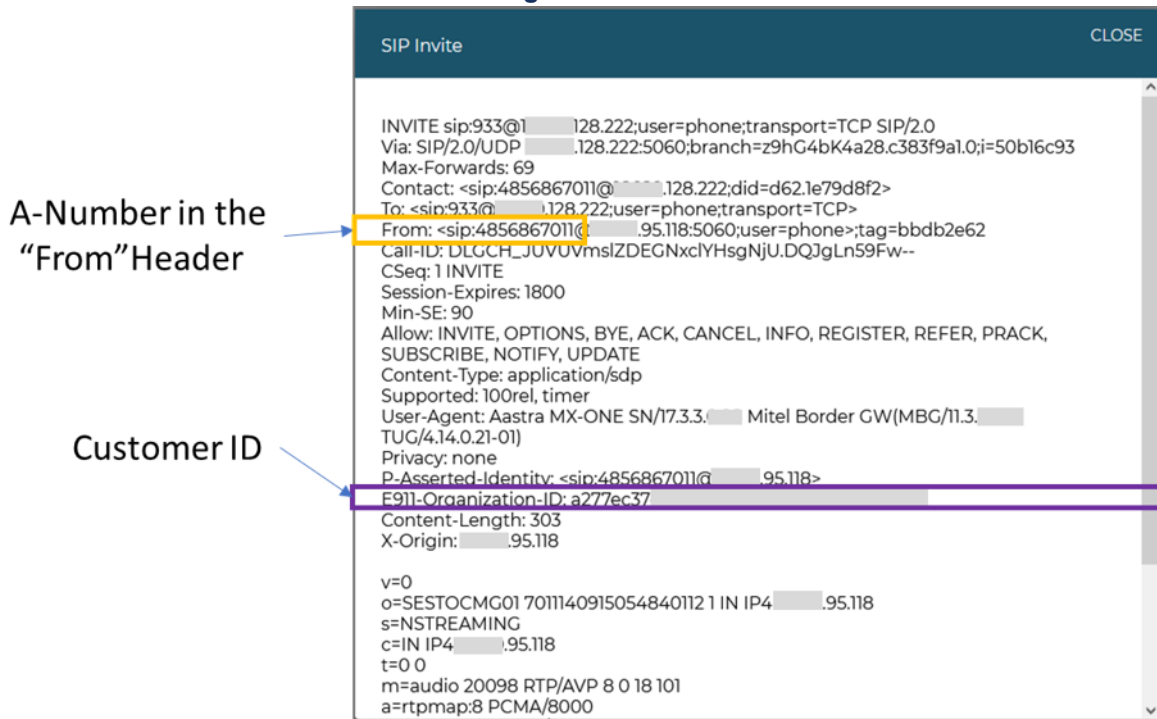 SIP Invite
CLOSE
INVITE sip:933@1 128.222;user=phone;transport=TCP SIP/2.0
Via: SIP/2.0/UDP .128.222:5060;branch=z9hG4bK4a28.c383f9a1.0;i=50b16c93
Max-Forwards: 69
Contact: <sip:4856867011@ .128.222;did=d62.1e79d8f2>
To: <sip:933@ .128.222;user=phone;transport=TCP>
A-Number in the
"From"Header
From: <sip:4856867011@ .95.118:5060;user=phone>;tag=bbdb2e62
Call-ID: DLGCH_JUVUVmslZDEGNxclYHsgNjU.DQJgLn59Fw--
CSeq: 1 INVITE
Session-Expires: 1800
Min-SE: 90
Allow: INVITE, OPTIONS, BYE, ACK, CANCEL, INFO, REGISTER, REFER, PRACK,
SUBSCRIBE, NOTIFY, UPDATE
Content-Type: application/sdp
Supported: 100rel, timer
User-Agent: Aastra MX-ONE SN/17.3.3. Mitel Border GW(MBG/11.3.
TUG/4.14.0.21-01)
Privacy: none
P-Asserted-Identity: <sip:4856867011@ .95.118>
Customer ID
E911-Organization-ID: a277ec37
Content-Length: 303
X-Origin: .95.118
v=0
o=SESTOCMG01 7011140915054840112 1 IN IP4 .95.118
s=NSTREAMING
c=IN IP4 .95.118
t=0 0
m=audio 20098 RTP/AVP 8 0 18 101
a=rtpmap:8 PCMA/8000